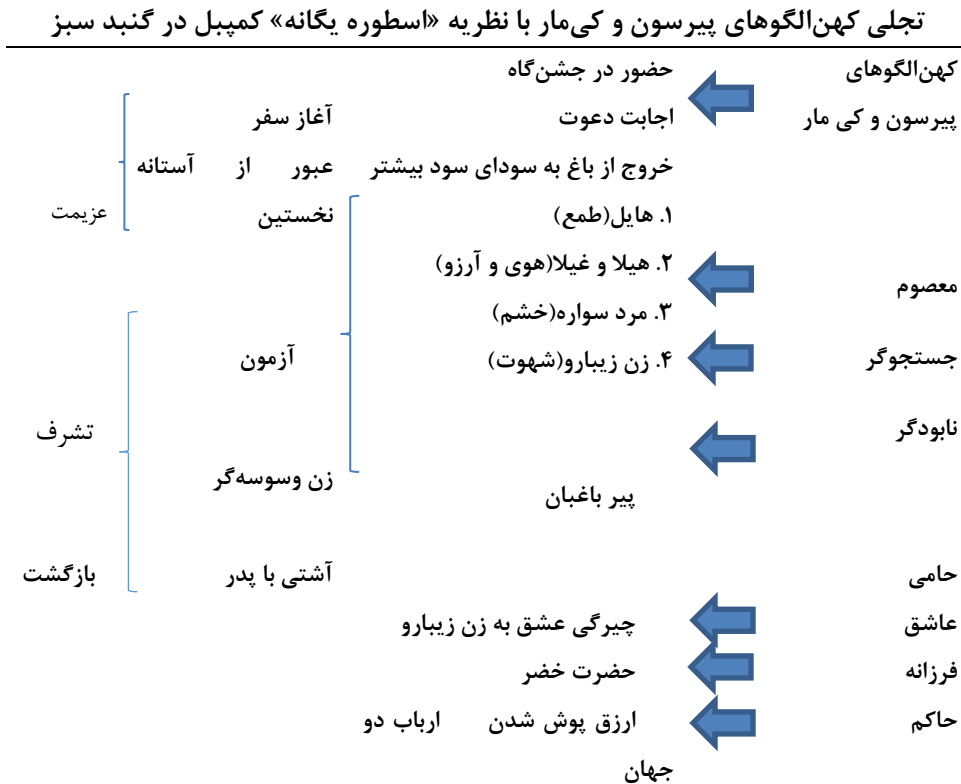 تجلی کهن‌الگوهای پیرسون و کی‌مار با نظریه «اسطوره یگانه» کمپبل در گنبد سبز
کهن‌الگوهای حضور در جشن‌گاه
پیرسون و کی مار اجابت دعوت آغاز سفر
خروج از باغ به سودای سود بیشتر عبور از آستانه
۱. هایل(طمع) نخستین عزیمت
۲. هیلا و غیلا(هوی و آرزو)
معصوم
۳. مرد سواره(خشم)
جستجوگر ۴. زن زیبارو(شهوت) آزمون
نابودگر تشرف
زن وسوسه‌گر
پیر باغبان
حامی آشتی با پدر بازگشت
عاشق چیرگی عشق به زن زیبارو
فرزانه حضرت خضر
حاکم ارزق پوش شدن ارباب دو
جهان